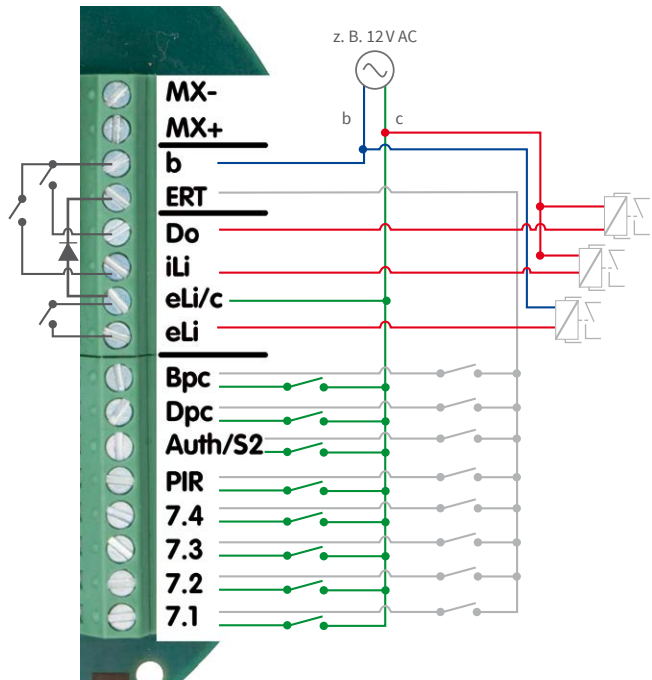 z. B. 12 V AC
b
c
MX-
MX+
b
ERT
Do
iLi
eLi/c
eLi
Bpc
Dpc
Auth/S2
PIR
7.4
7.3
7.2
7.1